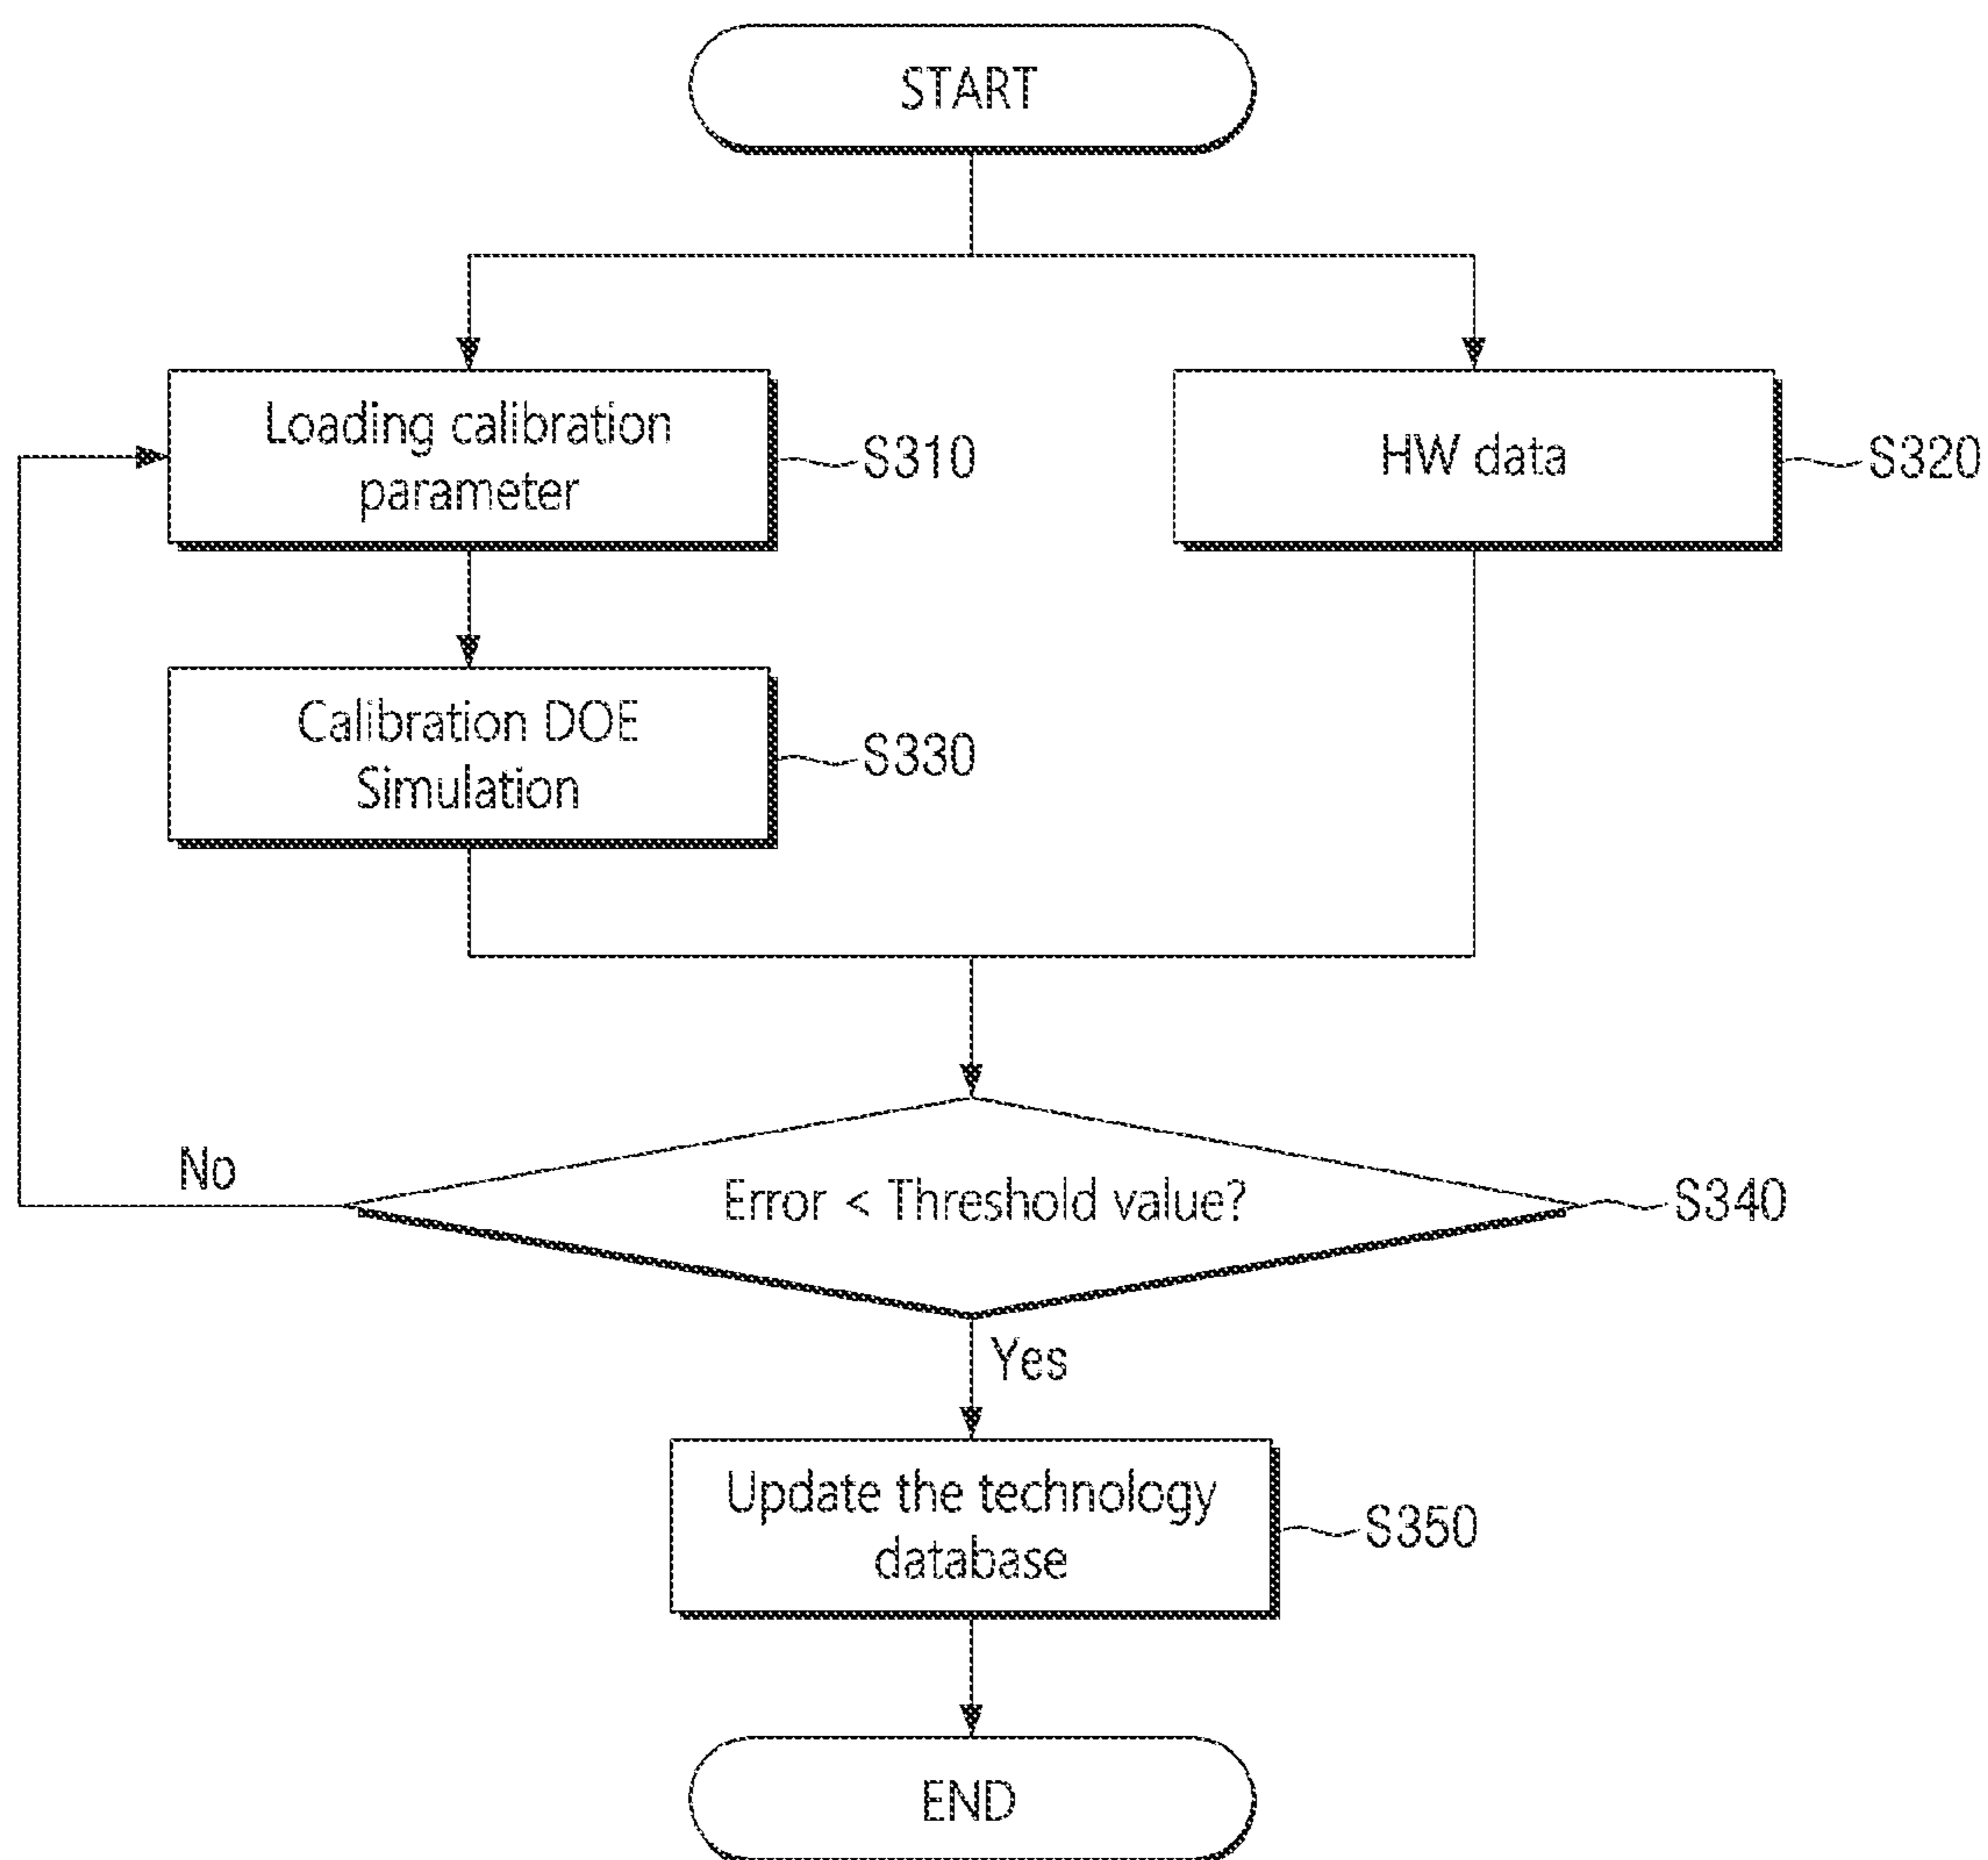 START
Loading calibration
parameter
S310
HW data
S320
Calibration DOE
Simulation
S330
No
Error < Threshold value?
S340
Yes
Update the technology
database
S350
END